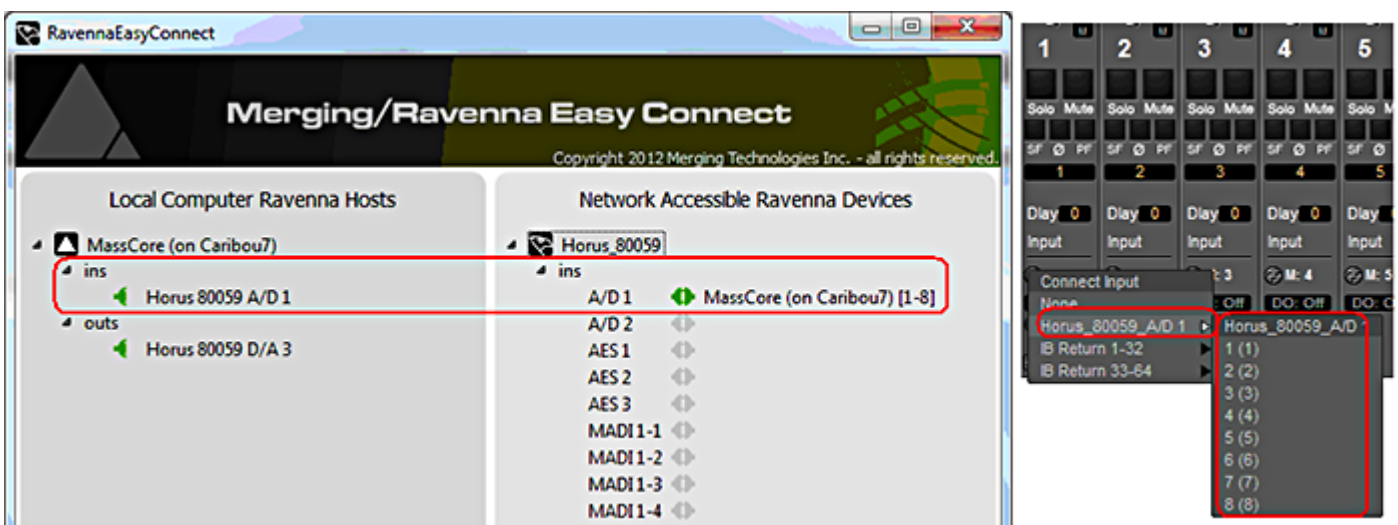 RavennaEasyConnect
Merging/Ravenna Easy Connect
Copyright 2012 Merging Technologies Inc. - all rights reserved.
Local Computer Ravenna Hosts
MassCore (on Caribou7)
ins
Horus 80059 A/D 1
outs
Horus 80059 D/A 3
Network Accessible Ravenna Devices
Horus_80059
ins
A/D 1 MassCore (on Caribou7) [1-8]
A/D 2
AES 1
AES 2
AES 3
MADI 1-1
MADI 1-2
MADI 1-3
MADI 1-4
1 2 3 4 5
Solo Mute Solo Mute Solo Mute Solo Mute Solo
SF Ø PF SF Ø PF SF Ø PF SF Ø PF SF Ø
1 2 3 4 5
Dlay 0 Dlay 0 Dlay 0 Dlay 0 Dlay
Input Input Input Input Input
: 3 M: 4 M: 5
: Off DO: Off DO:
Connect Input
None
Horus_80059_A/D 1
IB Return 1-32
IB Return 33-64
Horus_80059_A/D 1
1 (1)
2 (2)
3 (3)
4 (4)
5 (5)
6 (6)
7 (7)
8 (8)